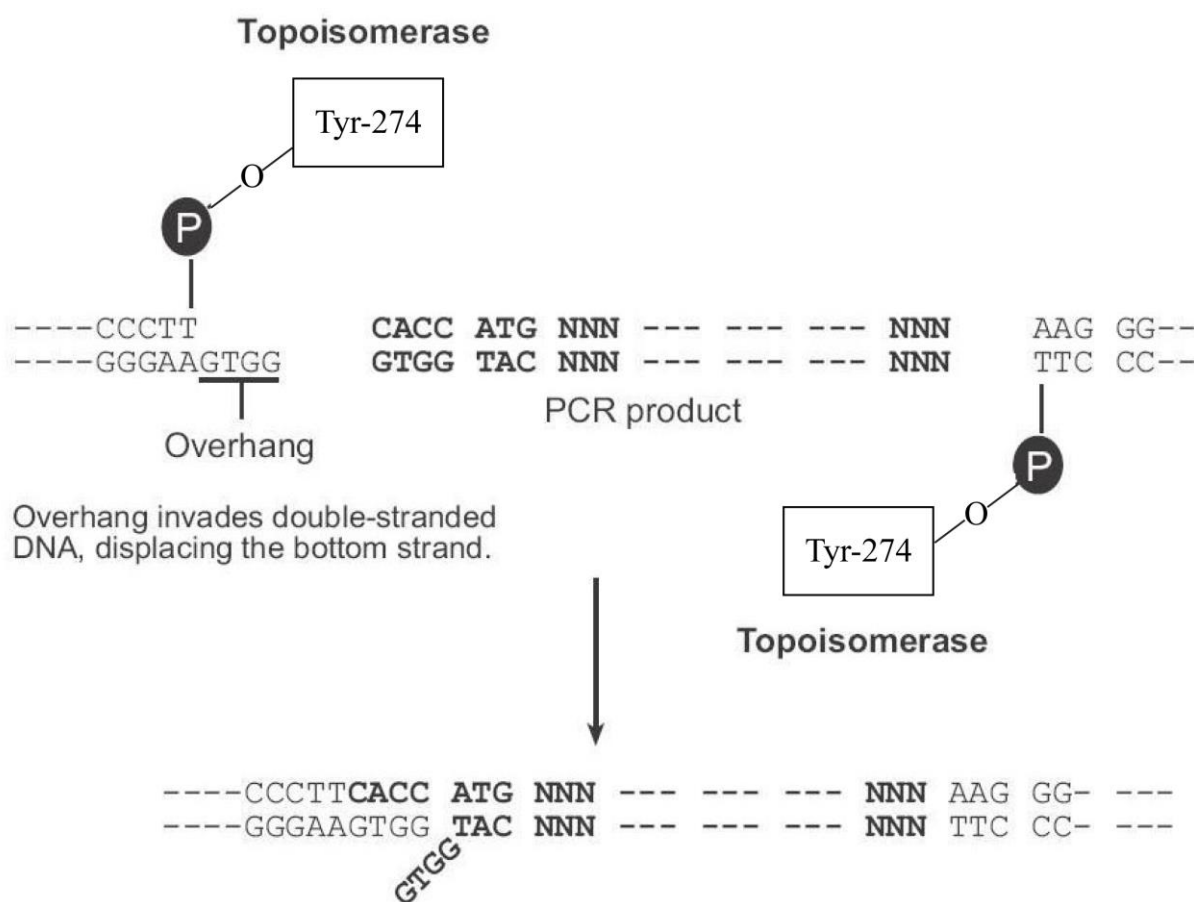 Topoisomerase
Tyr-274
O
P
----CCCTT CACC ATG NNN --- --- --- NNN AAG GG--
----GGGAAGTGG GTGG TAC NNN --- --- --- NNN TTC CC--
PCR product
Overhang
P
O
Overhang invades double-stranded
DNA, displacing the bottom strand.
Tyr-274
Topoisomerase
----CCCTTCACC ATG NNN --- --- --- NNN AAG GG- ---
----GGGAAGTGG TAC NNN --- --- --- NNN TTC CC- ---
GTGG